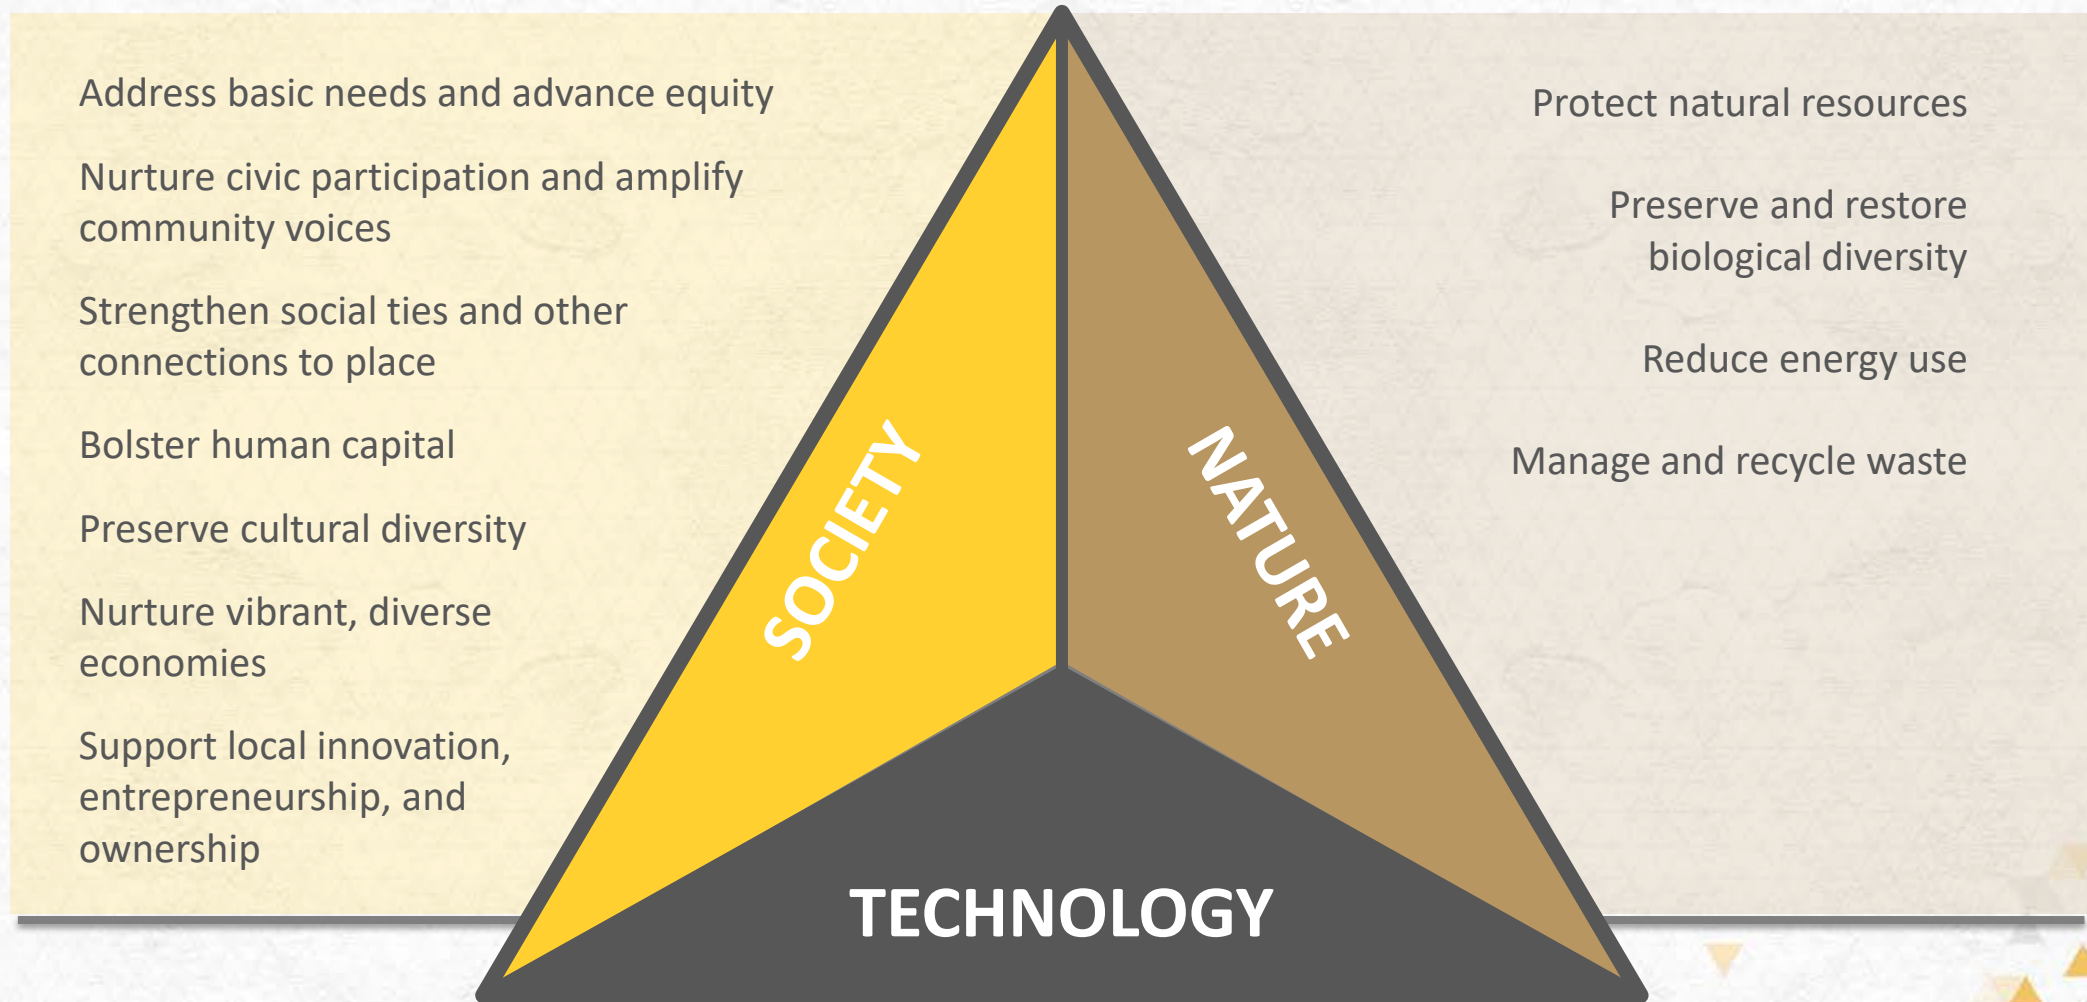 Address basic needs and advance equity
Nurture civic participation and amplify
community voices
Strengthen social ties and other
connections to place
Bolster human capital
Preserve cultural diversity
Nurture vibrant, diverse
economies
Support local innovation,
entrepreneurship, and
ownership
SOCIETY
NATURE
TECHNOLOGY
Protect natural resources
Preserve and restore
biological diversity
Reduce energy use
Manage and recycle waste